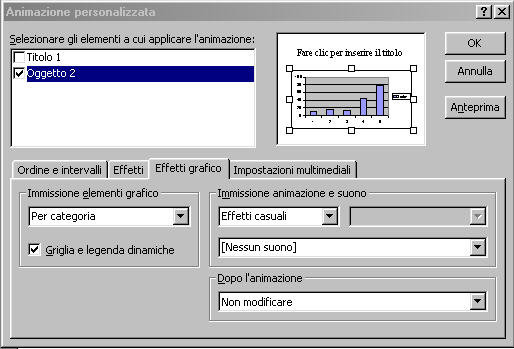 Animazione personalizzata
Selezionare gli elementi a cui applicare l'animazione:
Titolo 1
Oggetto 2
Fare clic per inserire il titolo
OK
Annulla
Anteprima
Ordine e intervalli
Effetti
Effetti grafico
Impostazioni multimediali
Immissione elementi grafico
Per categoria
Griglia e legenda dinamiche
Immissione animazione e suono
Effetti casuali
[Nessun suono]
Dopo l'animazione
Non modificare